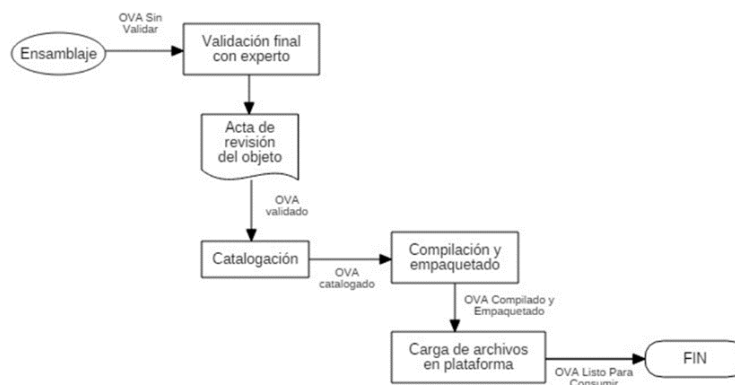 OVA Sin
Validar
Ensamblaje
Validación final
con experto
Acta de
revisión
del objeto
OVA
validado
Catalogación
OVA
catalogado
Compilación y
empaquetado
OVA Compilado y
Empaquetado
Carga de archivos
en plataforma
OVA Listo Para
Consumir
FIN